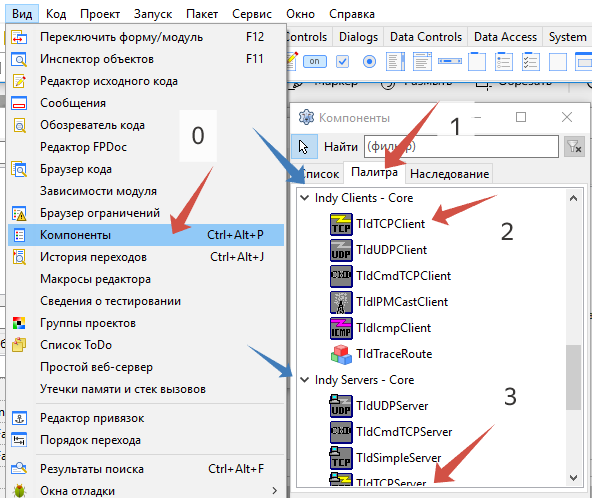 Вид Код Проект Запуск Пакет Сервис Окно Справка
Controls Dialogs Data Controls Data Access System
on
Переключить форму/модуль F12
Инспектор объектов F11
Редактор исходного кода
Сообщения
Обозреватель кода
Редактор FPDoc
Браузер кода
Зависимости модуля
Браузер ограничений
Компоненты Ctrl+Alt+P
История переходов Ctrl+Alt+J
Макросы редактора
Сведения о тестировании
Группы проектов
Список ToDo
Простой веб-сервер
Утечки памяти и стек вызовов
Редактор привязок
Порядок перехода
Результаты поиска Ctrl+Alt+F
Окна отладки
0
Маркер
Компоненты
1
Найти (фильтр)
Список Палитра Наследование
Indy Clients - Core
TCP TIdTCPClient
2
UDP TIdUDPClient
CMD TIdCmdTCPClient
TIdIPMCastClient
ICMP TIdIcmpClient
TIdTraceRoute
Indy Servers - Core
UDP TIdUDPServer
3
CMD TIdCmdTCPServer
TCP TIdSimpleServer
TIdTCPServer